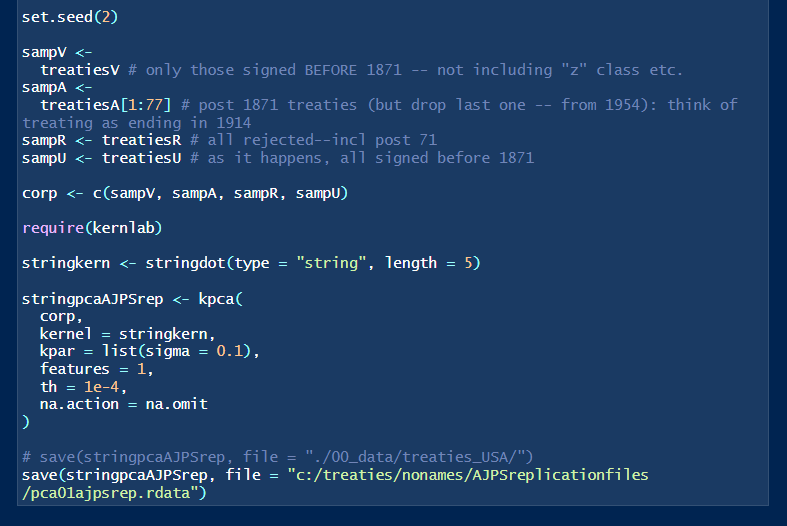 set.seed(2)
sampV <-
treatiesV # only those signed BEFORE 1871 -- not including "z" class etc.
sampA <-
treatiesA[1:77] # post 1871 treaties (but drop last one -- from 1954): think of
treating as ending in 1914
sampR <- treatiesR # all rejected--incl post 71
sampU <- treatiesU # as it happens, all signed before 1871
corp <- c(sampV, sampA, sampR, sampU)
require(kernlab)
stringkern <- stringdot(type = "string", length = 5)
stringpcaAJPSrep <- kpca(
corp,
kernel = stringkern,
kpar = list(sigma = 0.1),
features = 1,
th = 1e-4,
na.action = na.omit
)
# save(stringpcaAJPSrep, file = "./00_data/treaties_USA/")
save(stringpcaAJPSrep, file = "c:/treaties/nonames/AJPSreplicationfiles
/pca01ajpsrep.rdata")